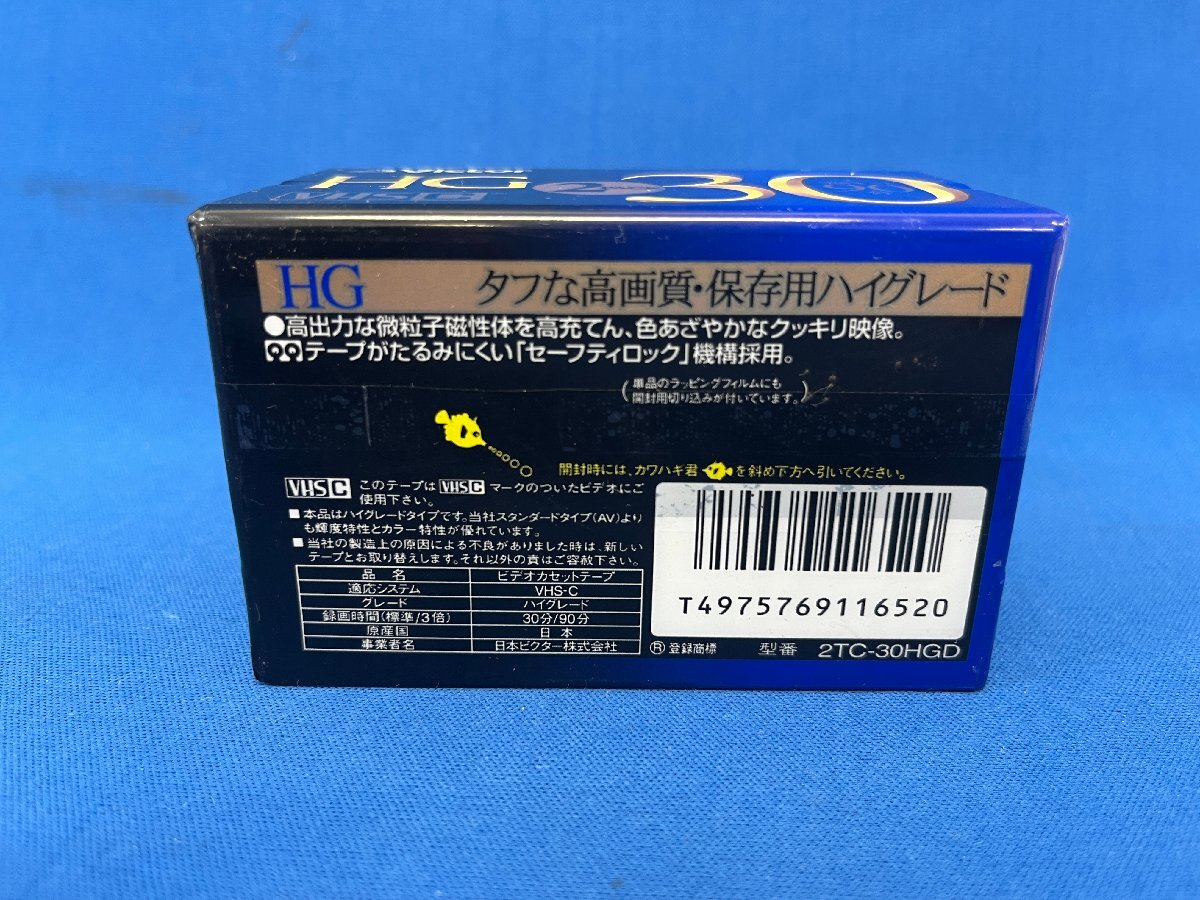 HG 2 30
VHS C
HG タフな高画質・保存用ハイグレード
●高出力な微粒子磁性体を高充てん、色あざやかなクッキリ映像。
テープがたるみにくい「セーフティロック」機構採用。
(単品のラッピングフィルムにも
開封用切り込みが付いています。)
開封時には、カワハギ君を斜め下方へ引いてください。
VHSC このテープは VHSC マークのついたビデオにご
使用下さい。
■本品はハイグレードタイプです。当社スタンダードタイプ(AV)より
も輝度特性とカラー特性が優れています。
■当社の製造上の原因による不良がありました時は、新しい
テープとお取り替えします。それ以外の責はご容赦下さい。
品名 ビデオカセットテープ
適応システム VHS-C
グレード ハイグレード
録画時間(標準/3倍) 30分/90分
原産国 日本
事業者名 日本ビクター株式会社
T4975769116520
®登録商標 型番 2TC-30HGD